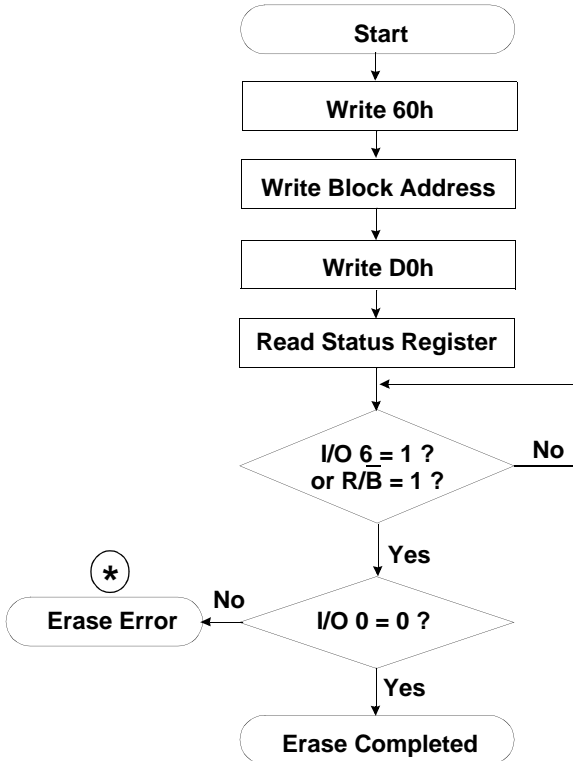 Start
Write 60h
Write Block Address
Write D0h
Read Status Register
I/O 6 = 1 ?
or R/B̅ = 1 ?
No
Yes
*
No
Erase Error
I/O 0 = 0 ?
Yes
Erase Completed